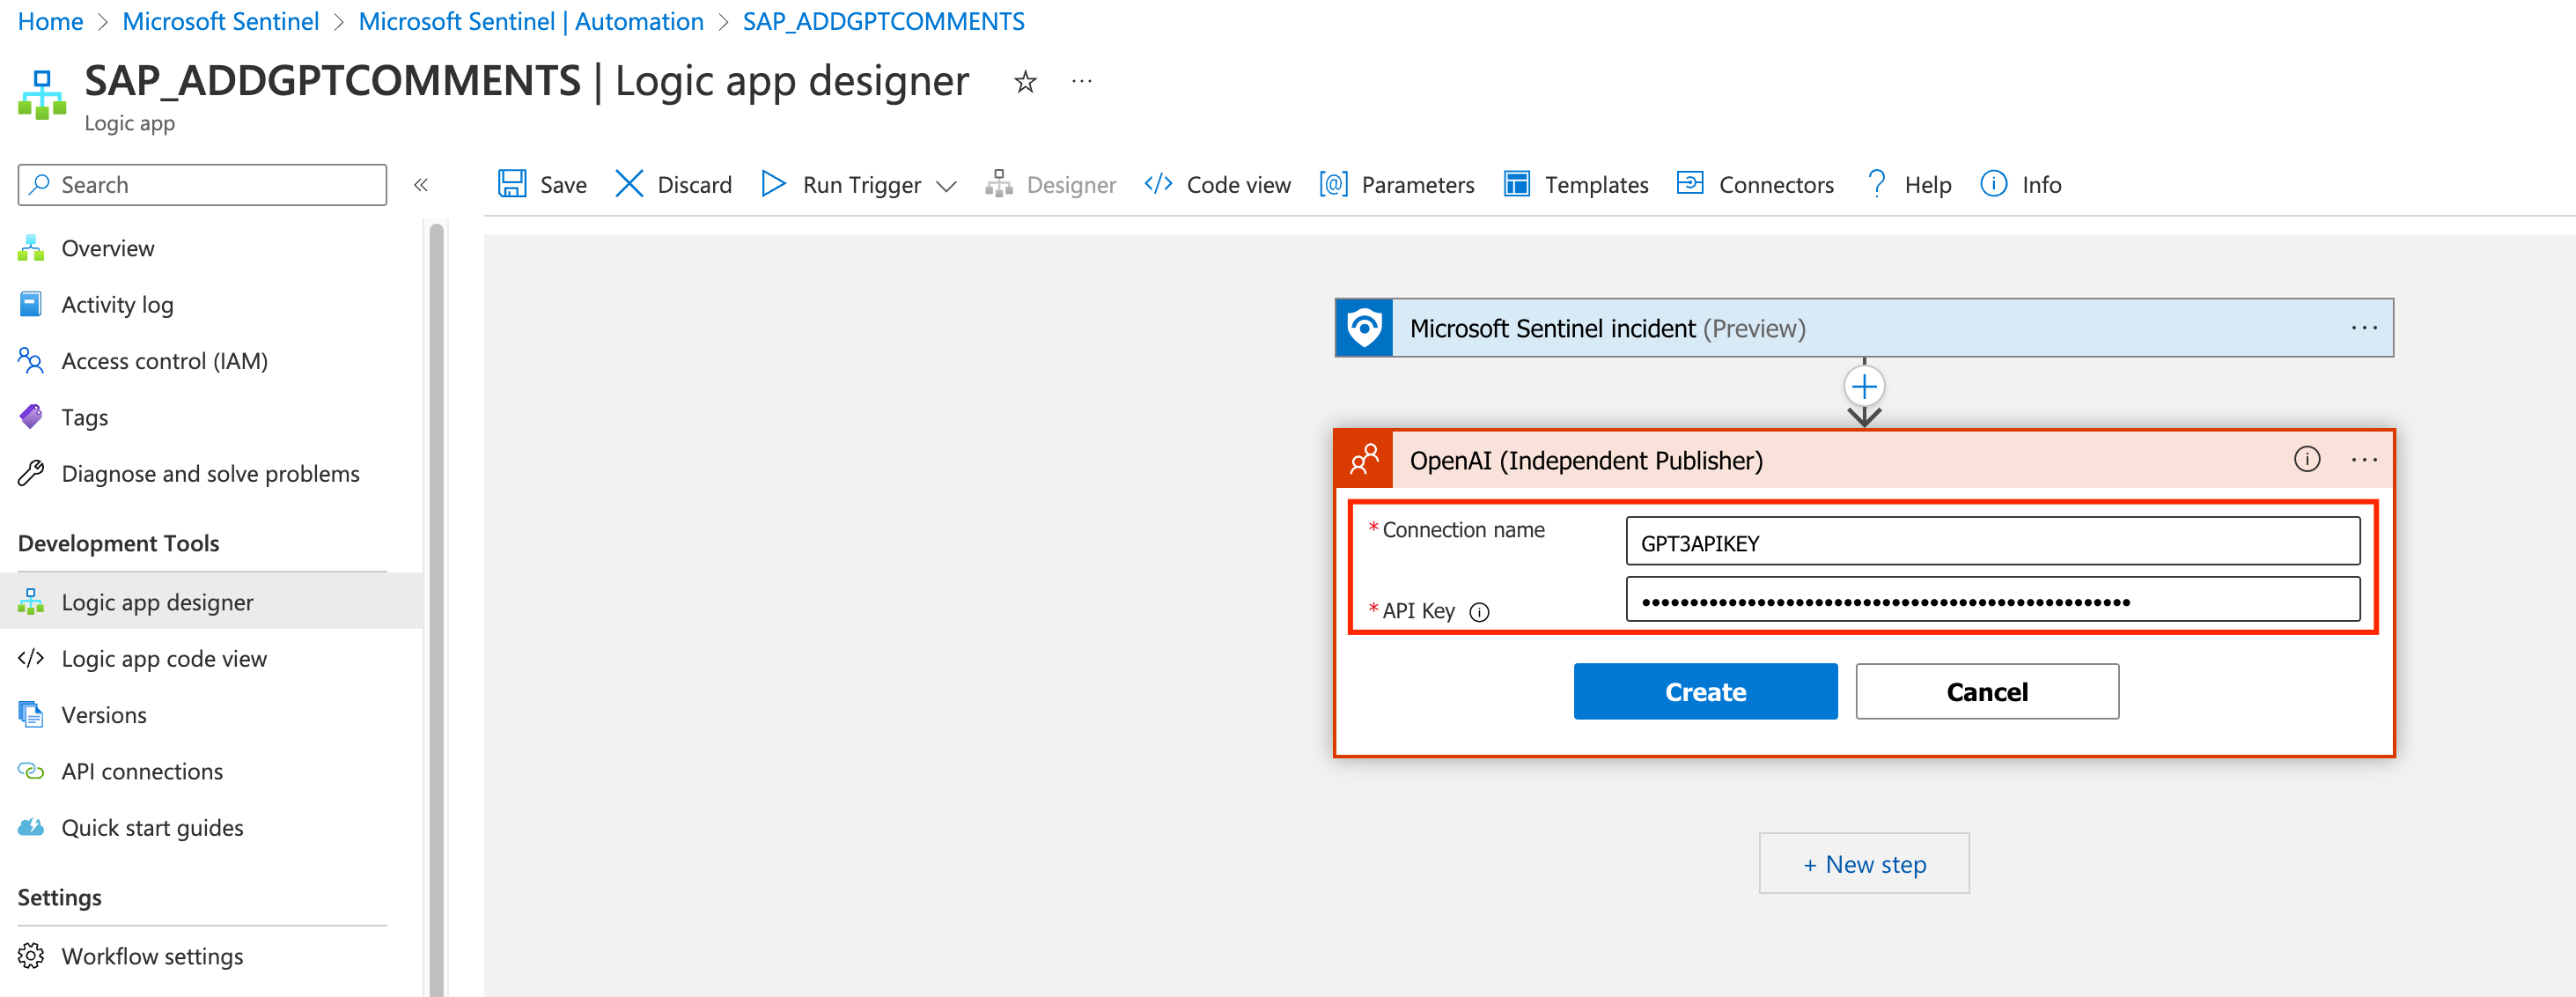 Home > Microsoft Sentinel > Microsoft Sentinel | Automation > SAP_ADDGPTCOMMENTS
SAP_ADDGPTCOMMENTS | Logic app designer ☆ ···
Logic app
Search «
Save Discard Run Trigger Designer Code view Parameters Templates Connectors Help Info
Overview
Activity log
Access control (IAM)
Tags
Diagnose and solve problems
Development Tools
Logic app designer
Logic app code view
Versions
API connections
Quick start guides
Settings
Workflow settings
Microsoft Sentinel incident (Preview) ···
OpenAI (Independent Publisher) ···
* Connection name
GPT3APIKEY
* API Key
•••••••••••••••••••••••••••••••••••••••••••••••••••
Create Cancel
+ New step